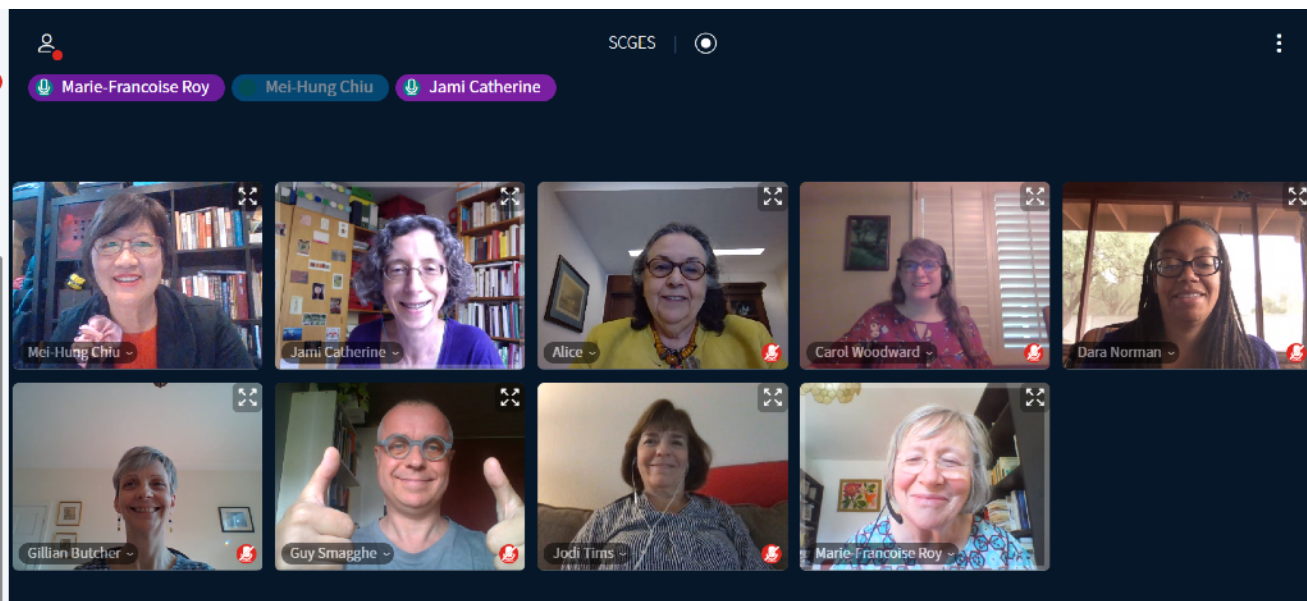 SCGES
Marie-Francoise Roy
Mei-Hung Chiu
Jami Catherine
Mei-Hung Chiu
Jami Catherine
Alice
Carol Woodward
Dara Norman
Gillian Butcher
Guy Smagghe
Jodi Tims
Marie-Francoise Roy